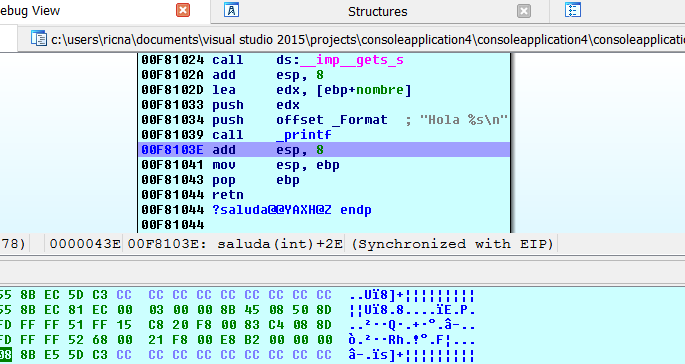 ebug View
Structures
c:\users\ricna\documents\visual studio 2015\projects\consoleapplication4\consoleapplication4\consoleapplicatio
00F81024 call ds:__imp__gets_s
00F8102A add esp, 8
00F8102D lea edx, [ebp+nombre]
00F81033 push edx
00F81034 push offset _Format ; "Hola %s\n"
00F81039 call _printf
00F8103E add esp, 8
00F81041 mov esp, ebp
00F81043 pop ebp
00F81044 retn
00F81044 ?saluda@@YAXH@Z endp
00F81044
78) 0000043E 00F8103E: saluda(int)+2E (Synchronized with EIP)
55 8B EC 5D C3 CC CC CC CC CC CC CC CC CC CC
55 8B EC 81 EC 00 03 00 00 8B 45 08 50 8D
FD FF FF 51 FF 15 C8 20 F8 00 83 C4 08 8D
FD FF FF 52 68 00 21 F8 00 E8 B2 00 00 00
08 8B E5 5D C3 CC CC CC CC CC CC CC CC CC CC